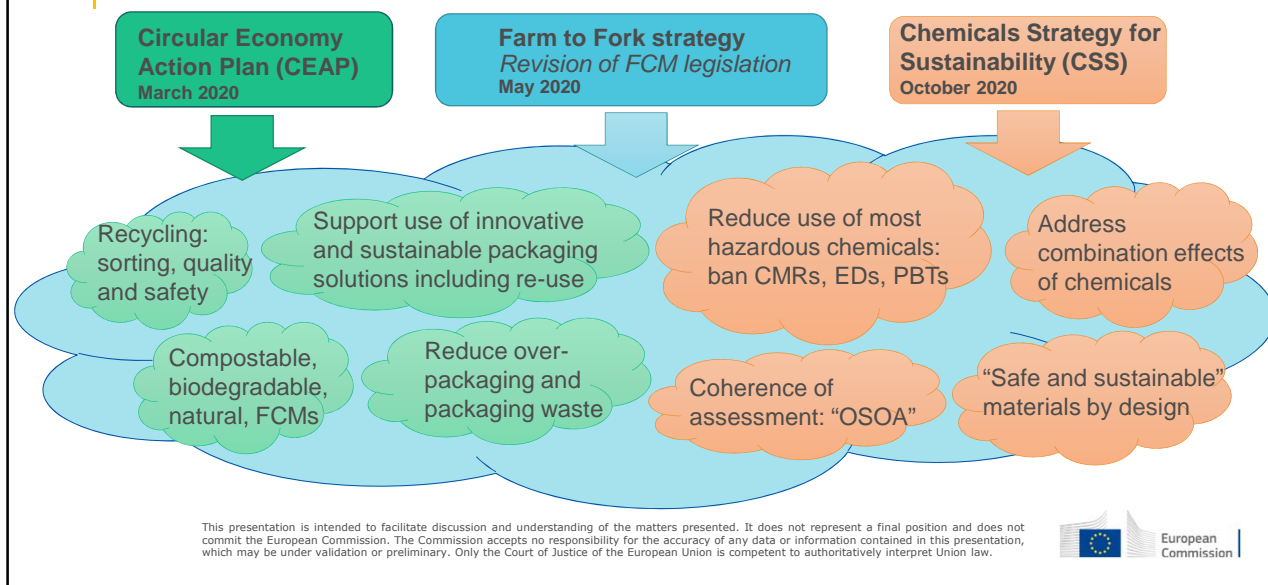 Circular Economy
Action Plan (CEAP)
March 2020
Farm to Fork strategy
Revision of FCM legislation
May 2020
Chemicals Strategy for
Sustainability (CSS)
October 2020
Recycling:
sorting, quality
and safety
Support use of innovative
and sustainable packaging
solutions including re-use
Reduce use of most
hazardous chemicals:
ban CMRs, EDs, PBTs
Address
combination effects
of chemicals
Compostable,
biodegradable,
natural, FCMs
Reduce over-
packaging and
packaging waste
Coherence of
assessment: “OSOA”
“Safe and sustainable”
materials by design
This presentation is intended to facilitate discussion and understanding of the matters presented. It does not represent a final position and does not
commit the European Commission. The Commission accepts no responsibility for the accuracy of any data or information contained in this presentation,
which may be under validation or preliminary. Only the Court of Justice of the European Union is competent to authoritatively interpret Union law.
European
Commission